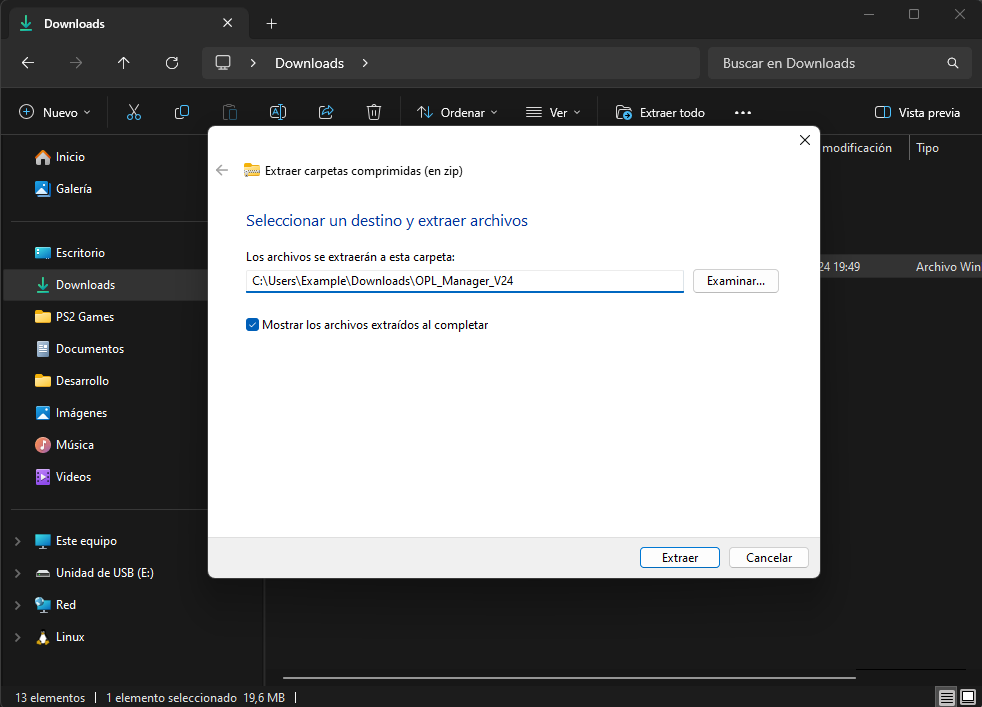 Downloads
Downloads
Buscar en Downloads
Nuevo
Ordenar
Ver
Extraer todo
Vista previa
modificación
Tipo
Inicio
Galería
Escritorio
Downloads
PS2 Games
Documentos
Desarrollo
Imágenes
Música
Videos
Este equipo
Unidad de USB (E:)
Red
Linux
24 19:49
Archivo Win
Extraer carpetas comprimidas (en zip)
Seleccionar un destino y extraer archivos
Los archivos se extraerán a esta carpeta:
C:\Users\Example\Downloads\OPL_Manager_V24
Examinar...
Mostrar los archivos extraídos al completar
Extraer
Cancelar
13 elementos
1 elemento seleccionado 19,6 MB